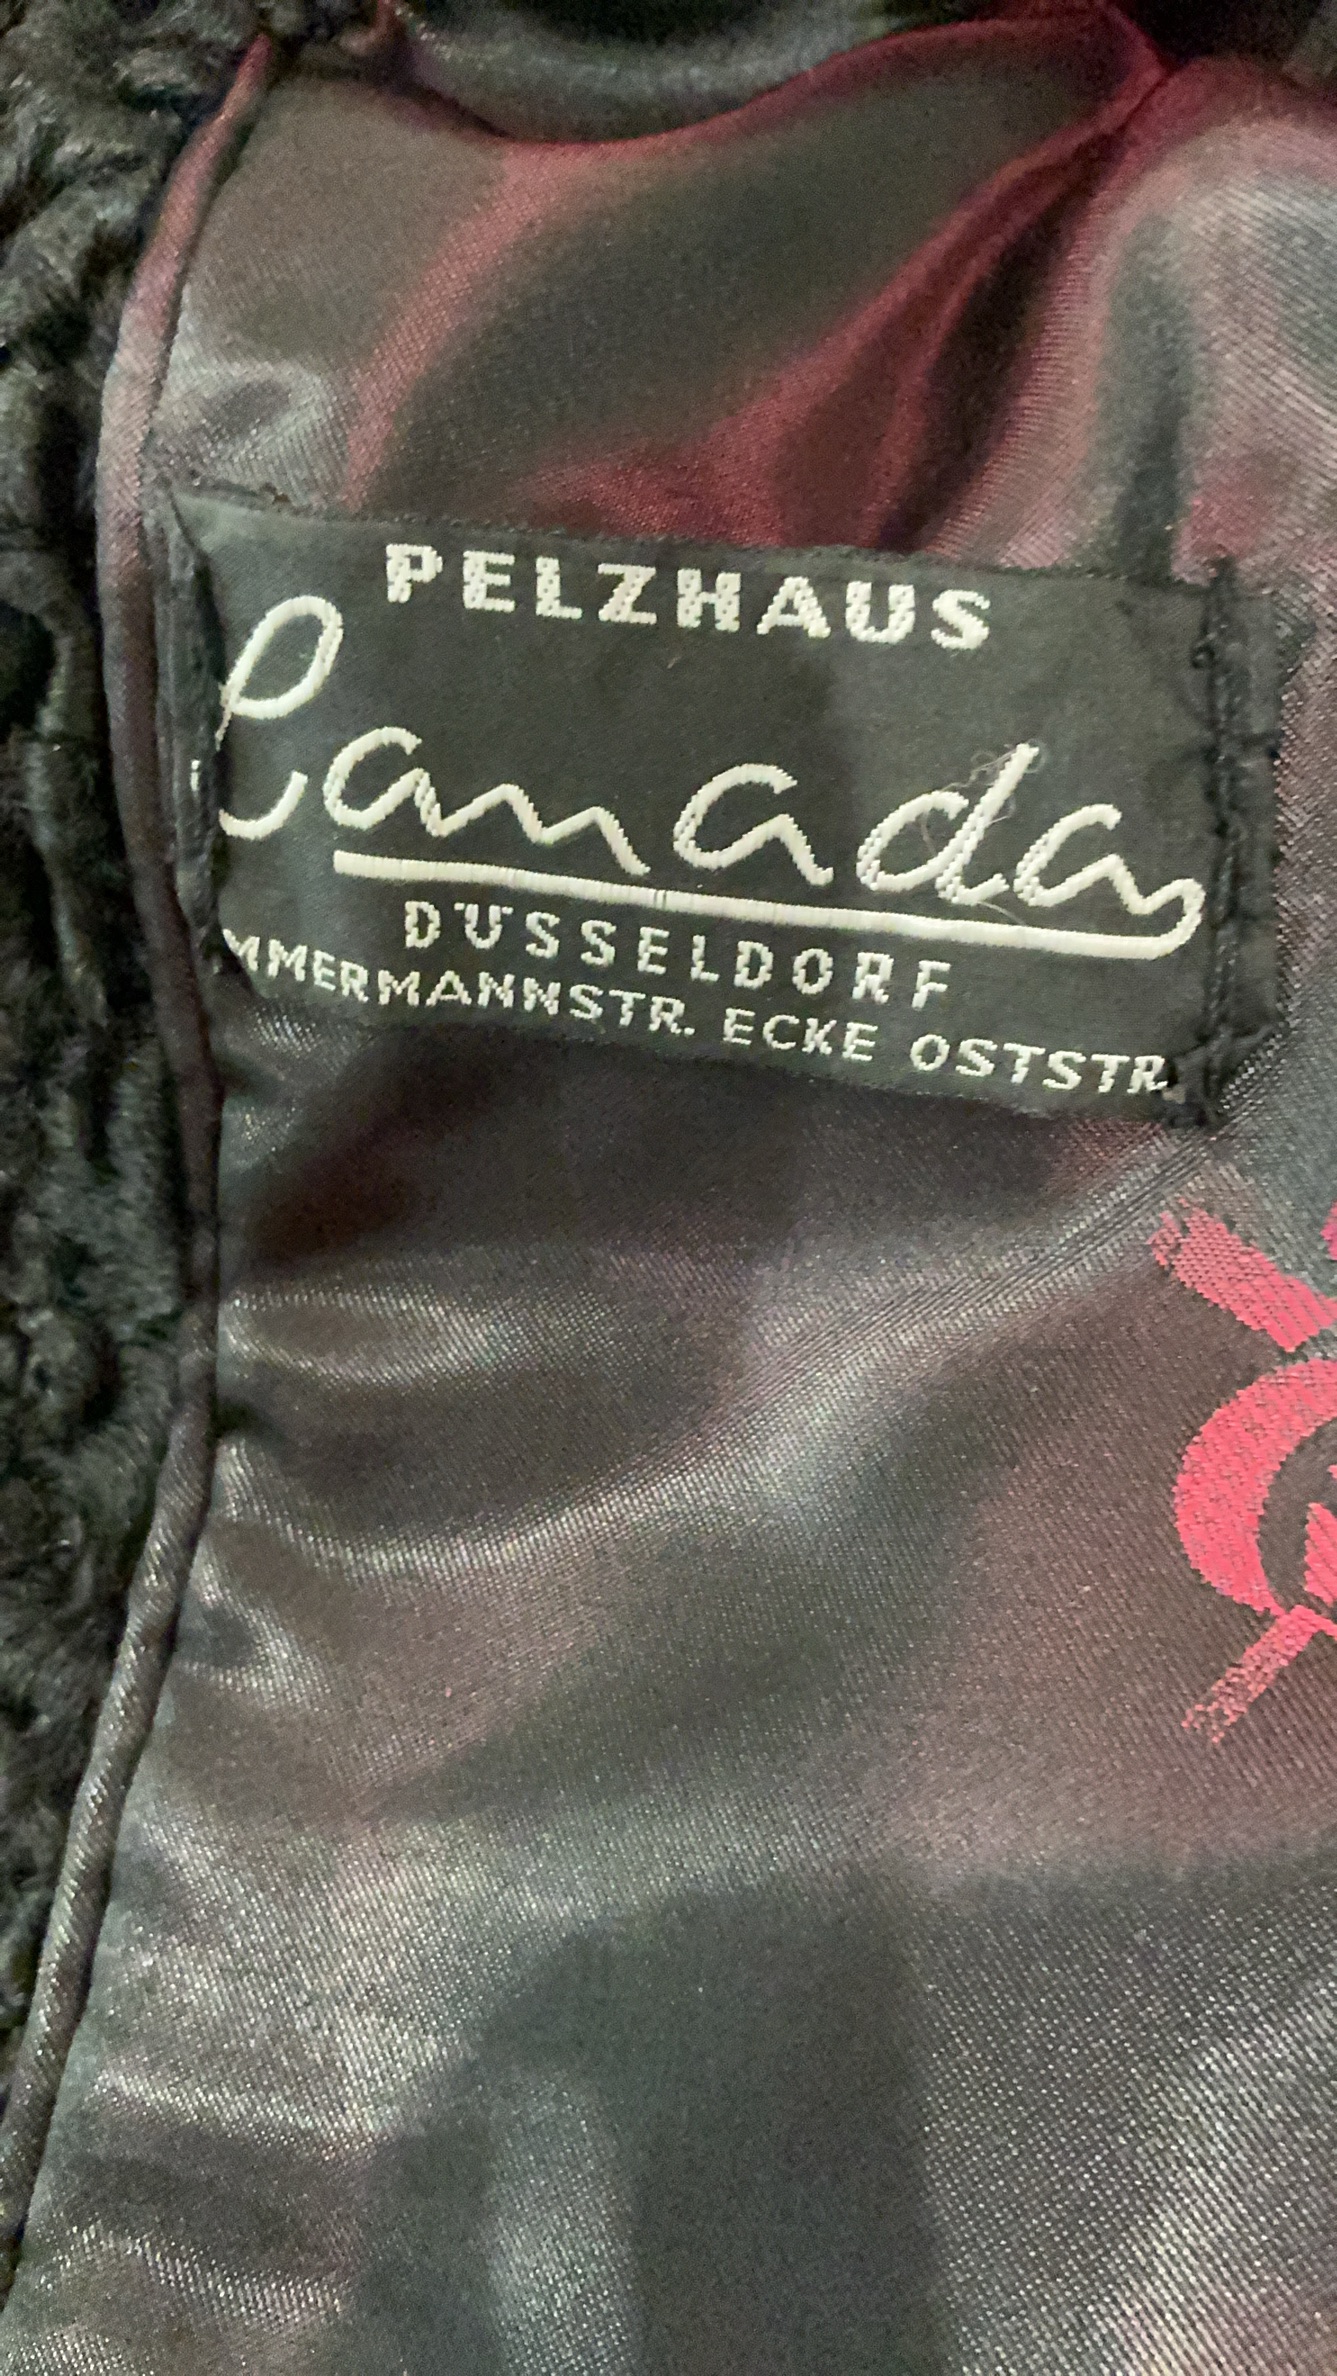 PELZHAUS
Canada
DÜSSELDORF
MMERMANNSTR. ECKE OSTSTR.